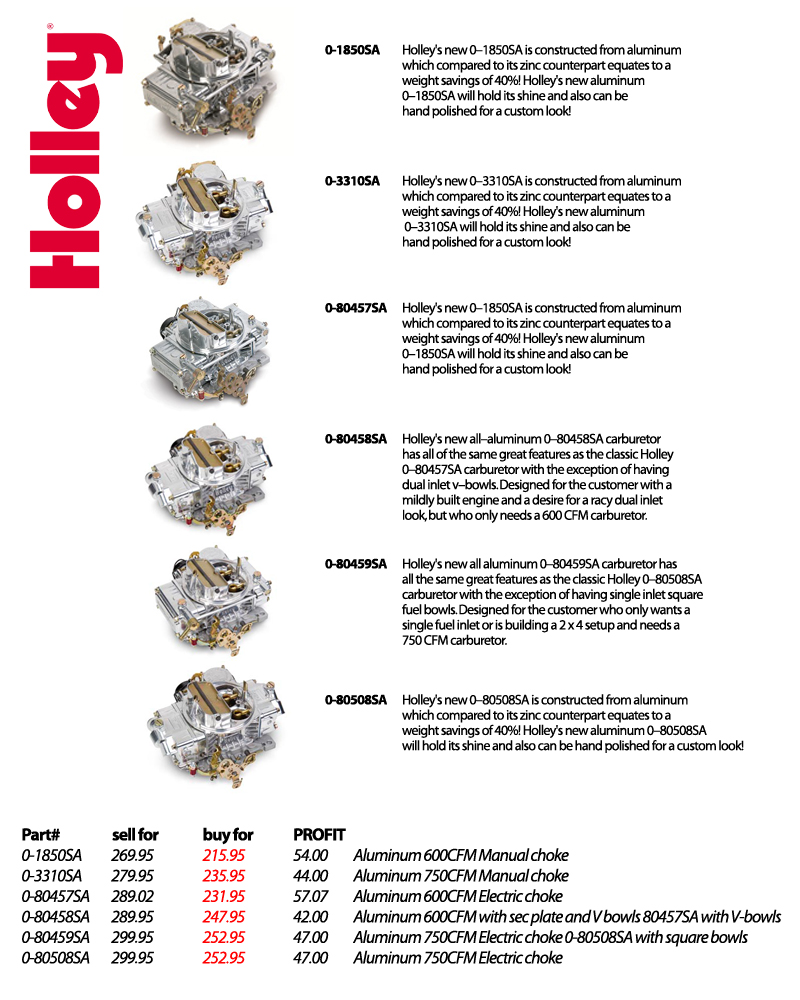 Holley®
0-1850SA Holley's new 0–1850SA is constructed from aluminum
which compared to its zinc counterpart equates to a
weight savings of 40%! Holley's new aluminum
0–1850SA will hold its shine and also can be
hand polished for a custom look!
0-3310SA Holley's new 0–3310SA is constructed from aluminum
which compared to its zinc counterpart equates to a
weight savings of 40%! Holley's new aluminum
0–3310SA will hold its shine and also can be
hand polished for a custom look!
0-80457SA Holley's new 0–1850SA is constructed from aluminum
which compared to its zinc counterpart equates to a
weight savings of 40%! Holley's new aluminum
0–1850SA will hold its shine and also can be
hand polished for a custom look!
0-80458SA Holley's new all–aluminum 0–80458SA carburetor
has all of the same great features as the classic Holley
0–80457SA carburetor with the exception of having
dual inlet v–bowls. Designed for the customer with a
mildly built engine and a desire for a racy dual inlet
look, but who only needs a 600 CFM carburetor.
0-80459SA Holley's new all aluminum 0–80459SA carburetor has
all the same great features as the classic Holley 0–80508SA
carburetor with the exception of having single inlet square
fuel bowls. Designed for the customer who only wants a
single fuel inlet or is building a 2 x 4 setup and needs a
750 CFM carburetor.
0-80508SA Holley's new 0–80508SA is constructed from aluminum
which compared to its zinc counterpart equates to a
weight savings of 40%! Holley's new aluminum 0–80508SA
will hold its shine and also can be hand polished for a custom look!
Part# sell for buy for PROFIT
0-1850SA 269.95 215.95 54.00 Aluminum 600CFM Manual choke
0-3310SA 279.95 235.95 44.00 Aluminum 750CFM Manual choke
0-80457SA 289.02 231.95 57.07 Aluminum 600CFM Electric choke
0-80458SA 289.95 247.95 42.00 Aluminum 600CFM with sec plate and V bowls 80457SA with V-bowls
0-80459SA 299.95 252.95 47.00 Aluminum 750CFM Electric choke 0-80508SA with square bowls
0-80508SA 299.95 252.95 47.00 Aluminum 750CFM Electric choke